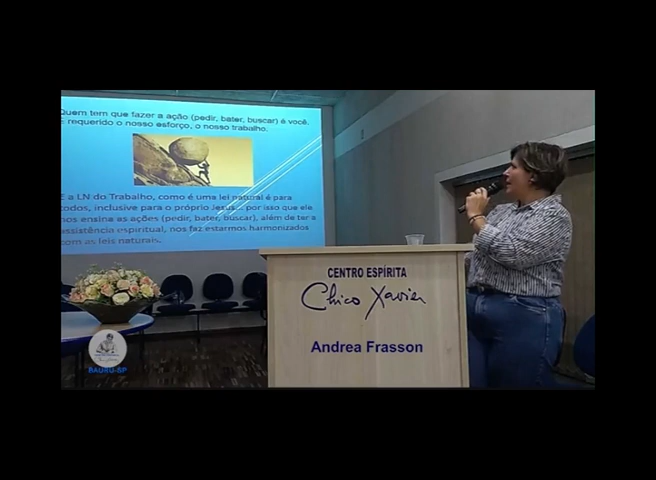 Quem tem que fazer a ação (pedir, bater, buscar) é você.
É requerido o nosso esforço, o nosso trabalho.
E a LN do Trabalho, como é uma lei natural é para
todos, inclusive para o próprio Jesus... por isso que ele
nos ensina as ações (pedir, bater, buscar), além de ter a
assistência espiritual, nos faz estarmos harmonizados
com as leis naturais.
CENTRO ESPÍRITA
Chico Xavier
Andrea Frasson
BAURU-SP